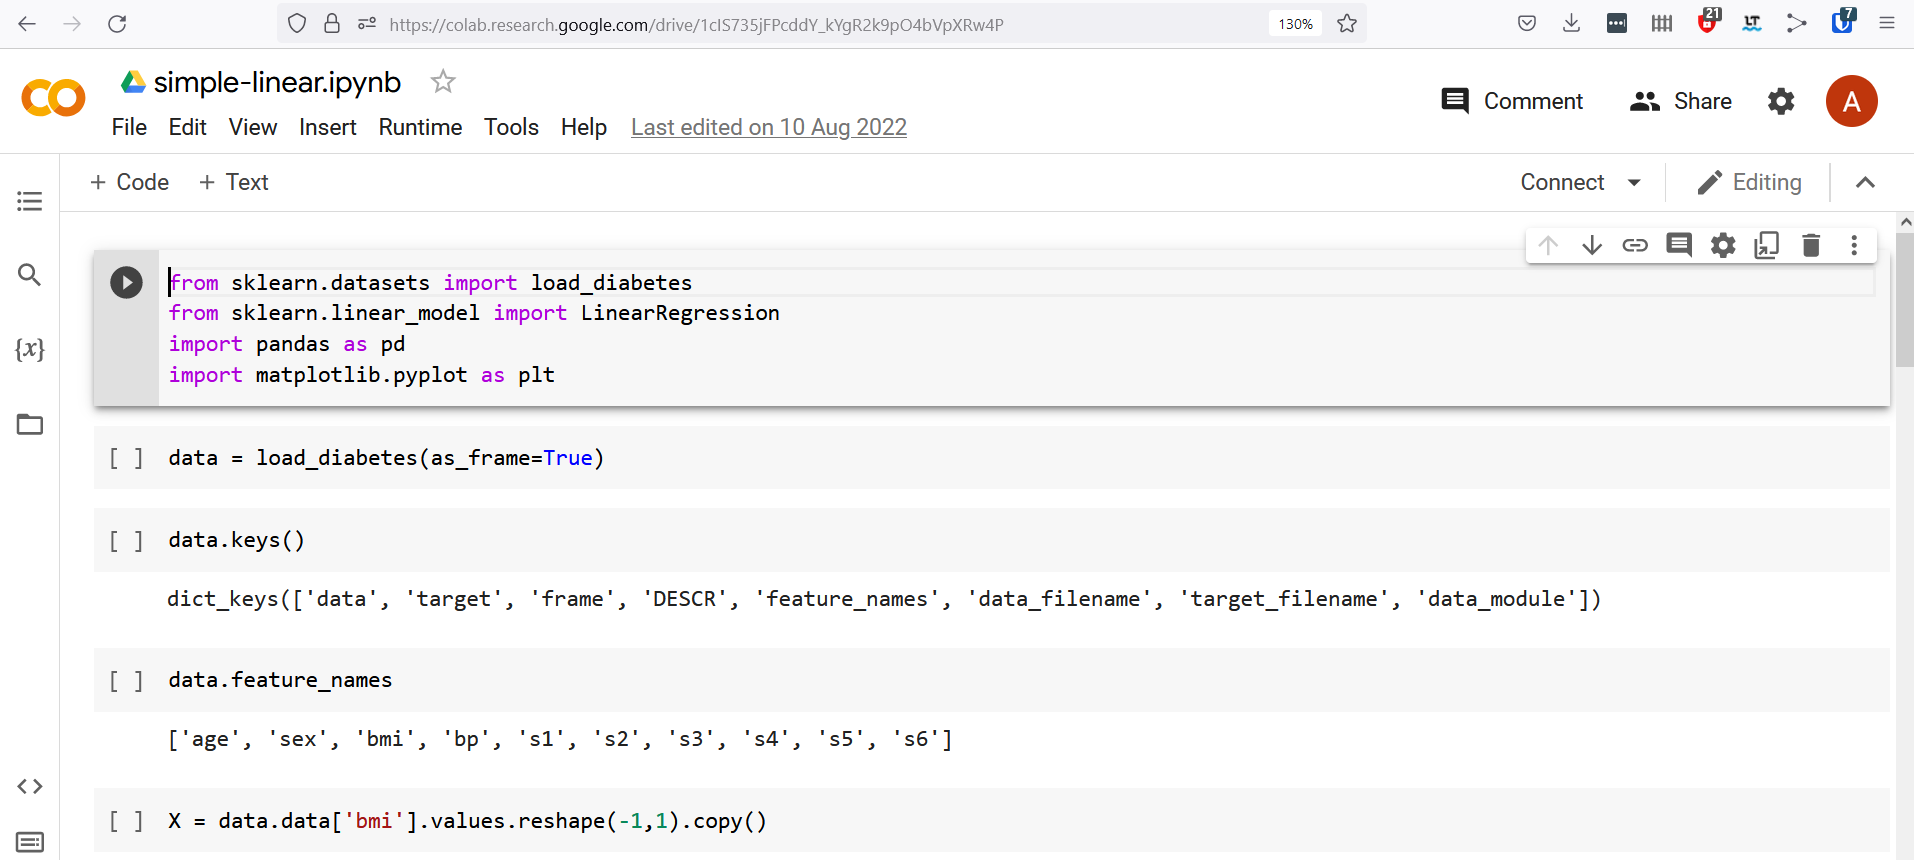 https://colab.research.google.com/drive/1cIS735jFPcddY_kYgR2k9pO4bVpXRw4P 130% 21 LT 7
simple-linear.ipynb
Comment Share A
File Edit View Insert Runtime Tools Help Last edited on 10 Aug 2022
+ Code + Text Connect Editing
from sklearn.datasets import load_diabetes
from sklearn.linear_model import LinearRegression
{x}
import pandas as pd
import matplotlib.pyplot as plt
[ ] data = load_diabetes(as_frame=True)
[ ] data.keys()
dict_keys(['data', 'target', 'frame', 'DESCR', 'feature_names', 'data_filename', 'target_filename', 'data_module'])
[ ] data.feature_names
['age', 'sex', 'bmi', 'bp', 's1', 's2', 's3', 's4', 's5', 's6']
[ ] X = data.data['bmi'].values.reshape(-1,1).copy()